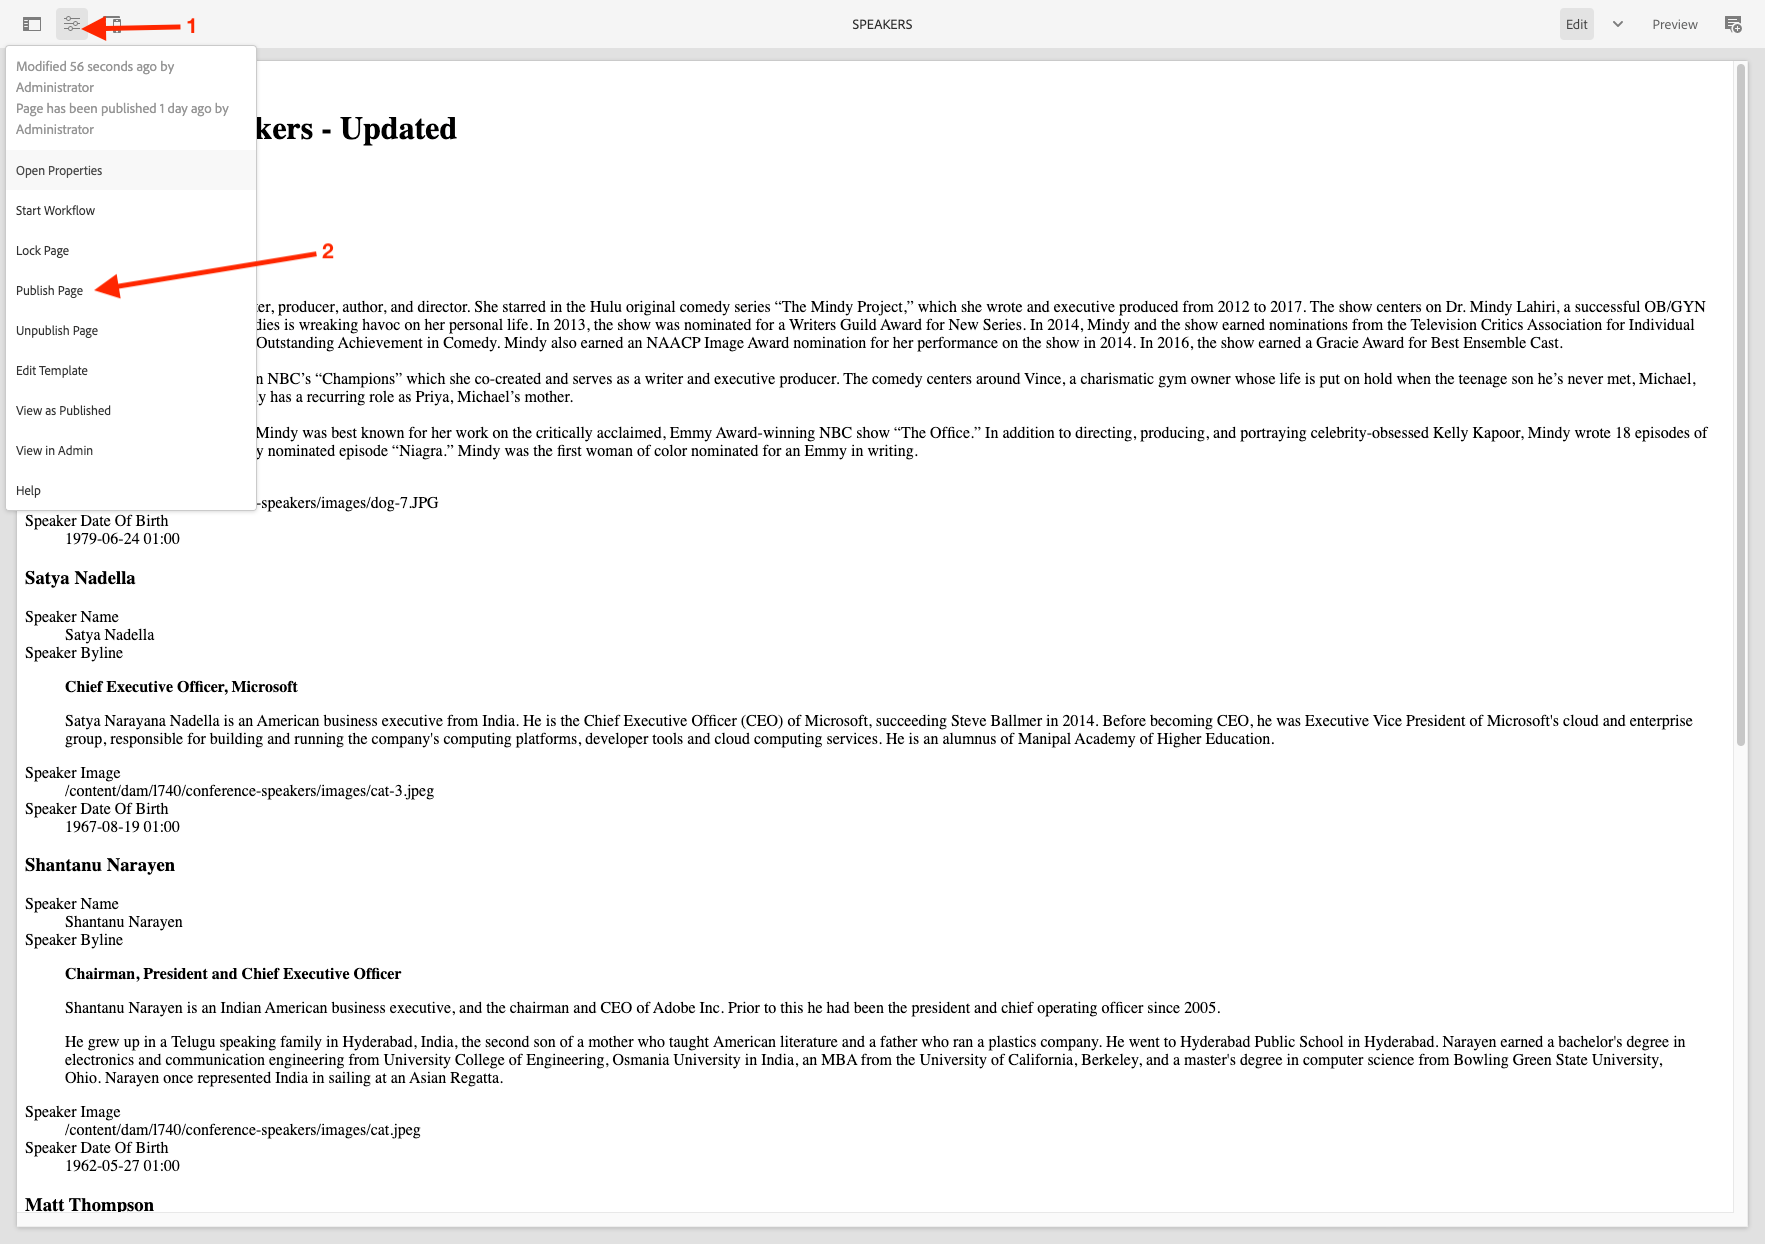 1
SPEAKERS
Edit
Preview
Modified 56 seconds ago by
Administrator
Page has been published 1 day ago by
Administrator
kers - Updated
Open Properties
Start Workflow
Lock Page
2
Publish Page
Unpublish Page
Edit Template
View as Published
View in Admin
Help
er, producer, author, and director. She starred in the Hulu original comedy series “The Mindy Project,” which she wrote and executive produced from 2012 to 2017. The show centers on Dr. Mindy Lahiri, a successful OB/GYN
dies is wreaking havoc on her personal life. In 2013, the show was nominated for a Writers Guild Award for New Series. In 2014, Mindy and the show earned nominations from the Television Critics Association for Individual
Outstanding Achievement in Comedy. Mindy also earned an NAACP Image Award nomination for her performance on the show in 2014. In 2016, the show earned a Gracie Award for Best Ensemble Cast.
n NBC’s “Champions” which she co-created and serves as a writer and executive producer. The comedy centers around Vince, a charismatic gym owner whose life is put on hold when the teenage son he’s never met, Michael,
y has a recurring role as Priya, Michael’s mother.
Mindy was best known for her work on the critically acclaimed, Emmy Award-winning NBC show “The Office.” In addition to directing, producing, and portraying celebrity-obsessed Kelly Kapoor, Mindy wrote 18 episodes of
y nominated episode “Niagra.” Mindy was the first woman of color nominated for an Emmy in writing.
-speakers/images/dog-7.JPG
Speaker Date Of Birth
1979-06-24 01:00
Satya Nadella
Speaker Name
Satya Nadella
Speaker Byline
Chief Executive Officer, Microsoft
Satya Narayana Nadella is an American business executive from India. He is the Chief Executive Officer (CEO) of Microsoft, succeeding Steve Ballmer in 2014. Before becoming CEO, he was Executive Vice President of Microsoft's cloud and enterprise
group, responsible for building and running the company's computing platforms, developer tools and cloud computing services. He is an alumnus of Manipal Academy of Higher Education.
Speaker Image
/content/dam/l740/conference-speakers/images/cat-3.jpeg
Speaker Date Of Birth
1967-08-19 01:00
Shantanu Narayen
Speaker Name
Shantanu Narayen
Speaker Byline
Chairman, President and Chief Executive Officer
Shantanu Narayen is an Indian American business executive, and the chairman and CEO of Adobe Inc. Prior to this he had been the president and chief operating officer since 2005.
He grew up in a Telugu speaking family in Hyderabad, India, the second son of a mother who taught American literature and a father who ran a plastics company. He went to Hyderabad Public School in Hyderabad. Narayen earned a bachelor's degree in
electronics and communication engineering from University College of Engineering, Osmania University in India, an MBA from the University of California, Berkeley, and a master's degree in computer science from Bowling Green State University,
Ohio. Narayen once represented India in sailing at an Asian Regatta.
Speaker Image
/content/dam/l740/conference-speakers/images/cat.jpeg
Speaker Date Of Birth
1962-05-27 01:00
Matt Thompson